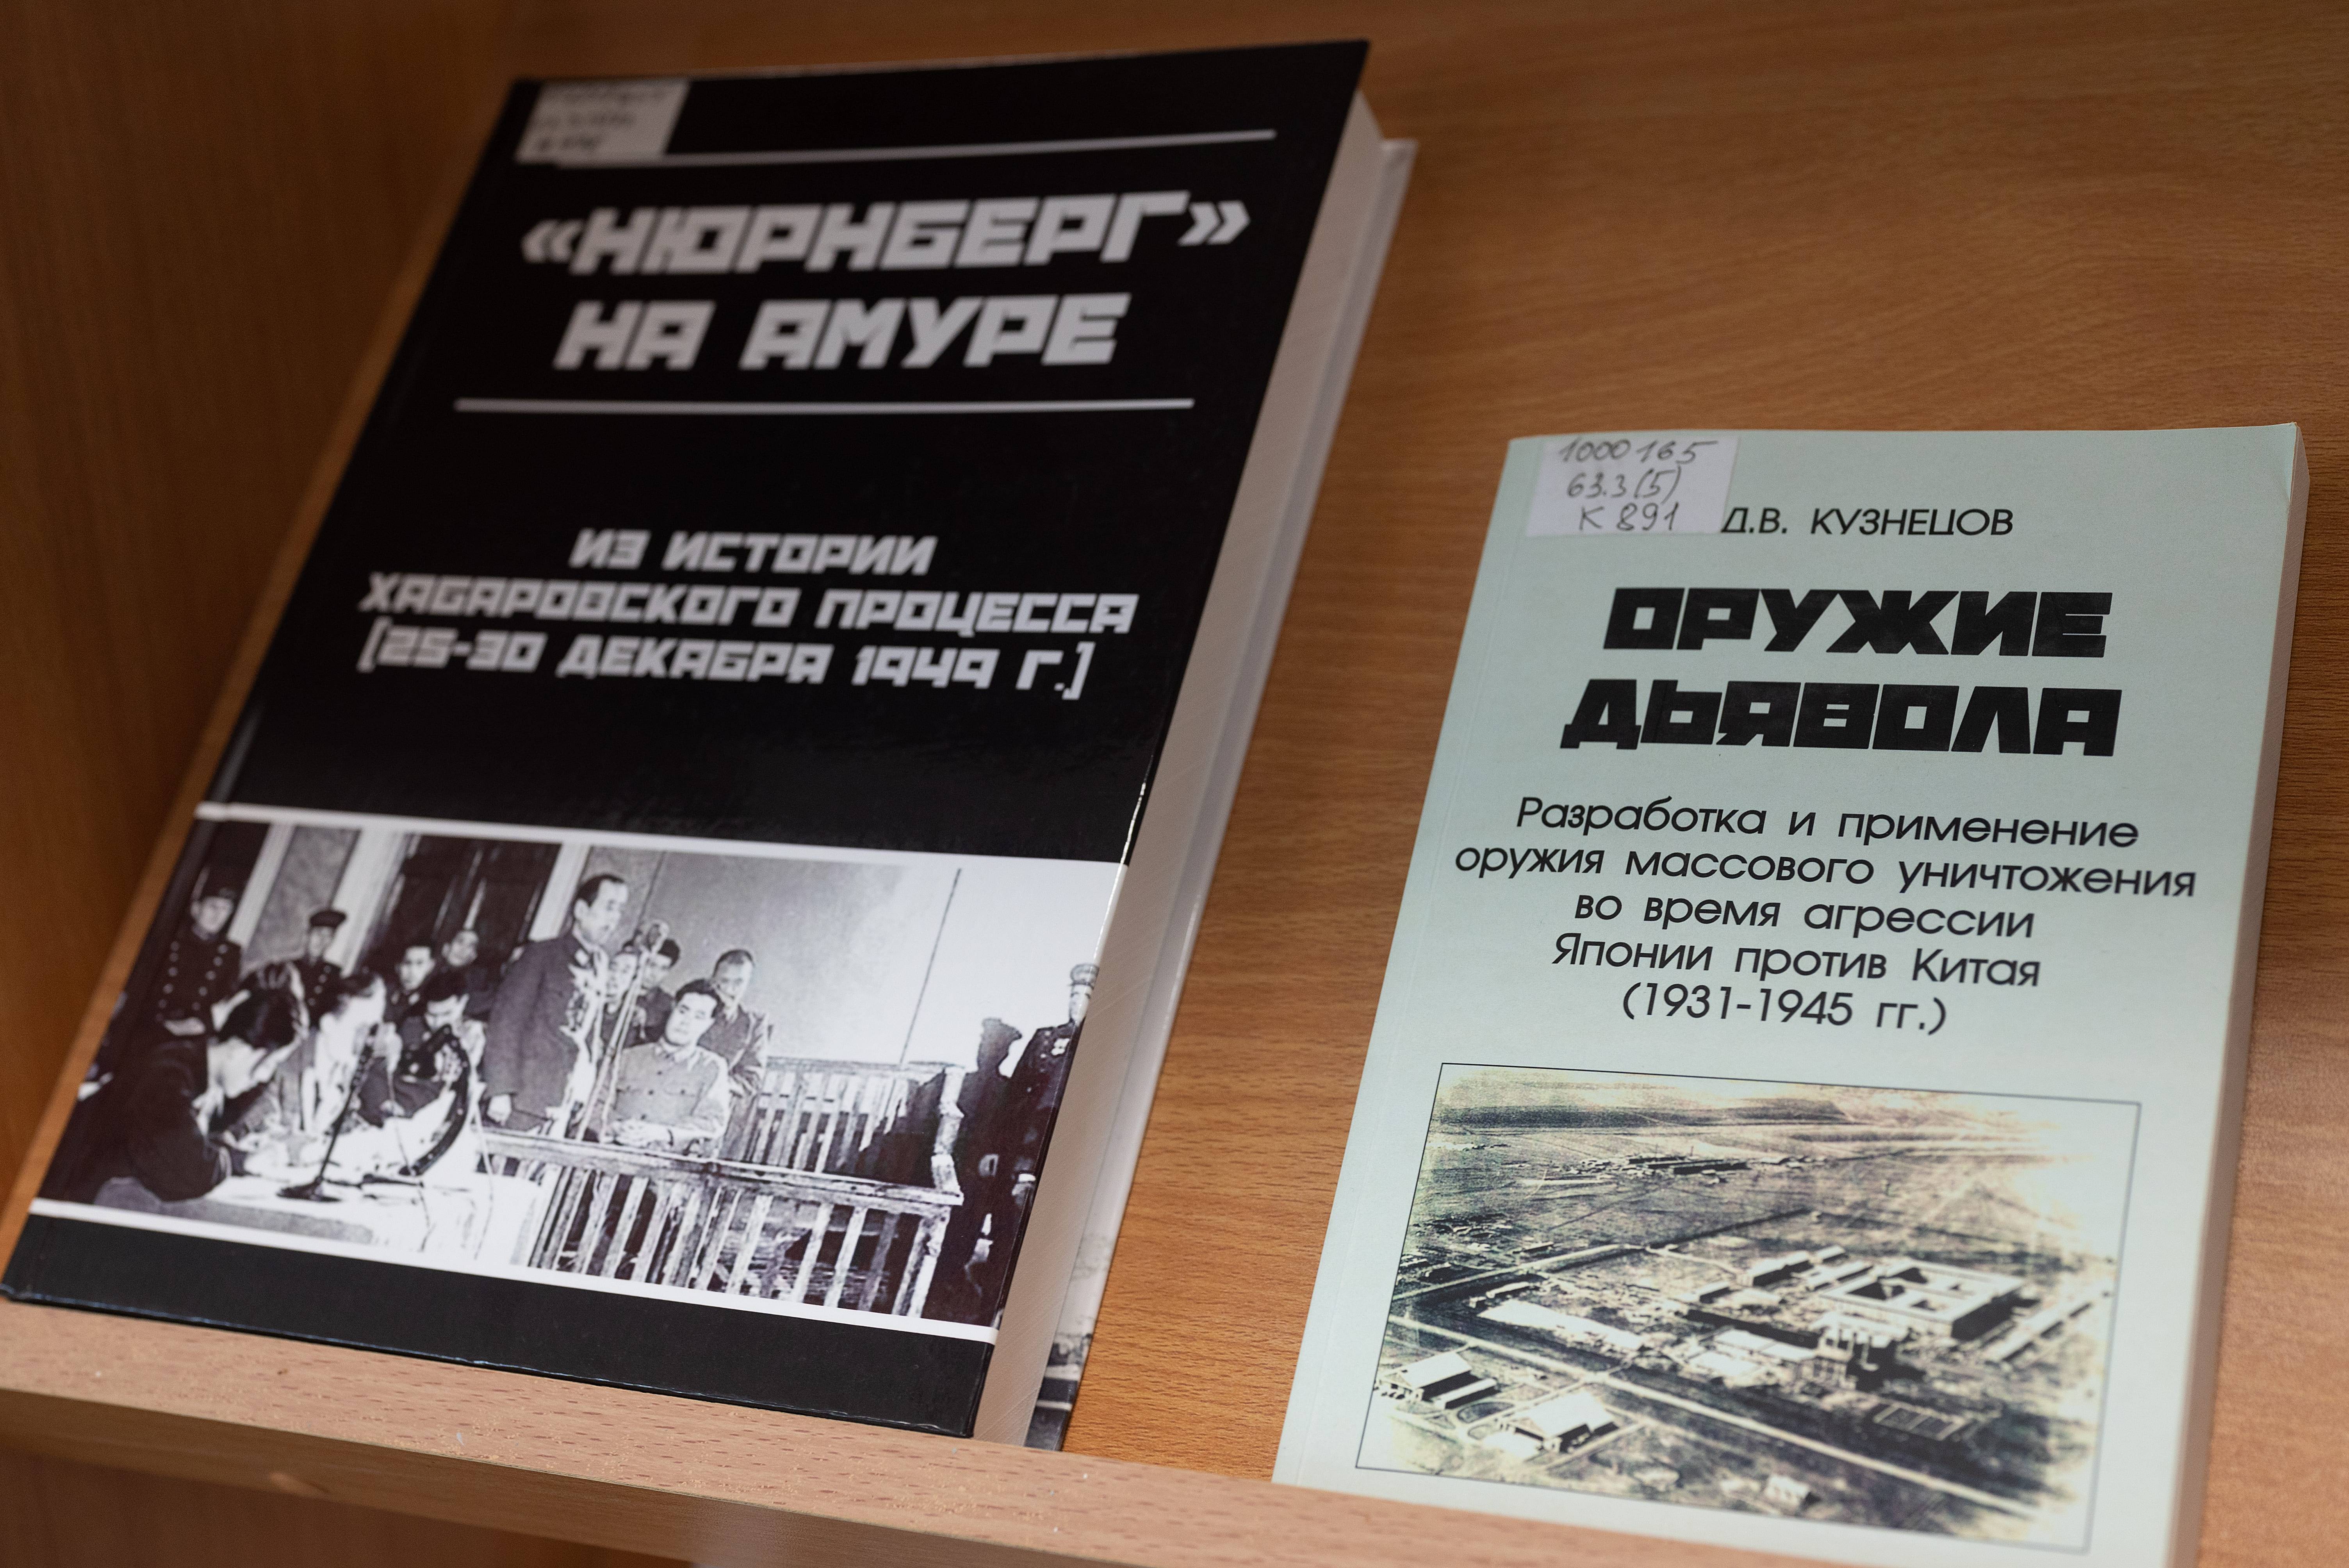 «НЮРНБЕРГ»
НА АМУРЕ
ИЗ ИСТОРИИ
ХАБАРОВСКОГО ПРОЦЕССА
[25-30 ДЕКАБРЯ 1949 Г.]
1000165
63.3(5)
К 891
Д.В. КУЗНЕЦОВ
ОРУЖИЕ
ДЬЯВОЛА
Разработка и применение
оружия массового уничтожения
во время агрессии
Японии против Китая
(1931-1945 гг.)